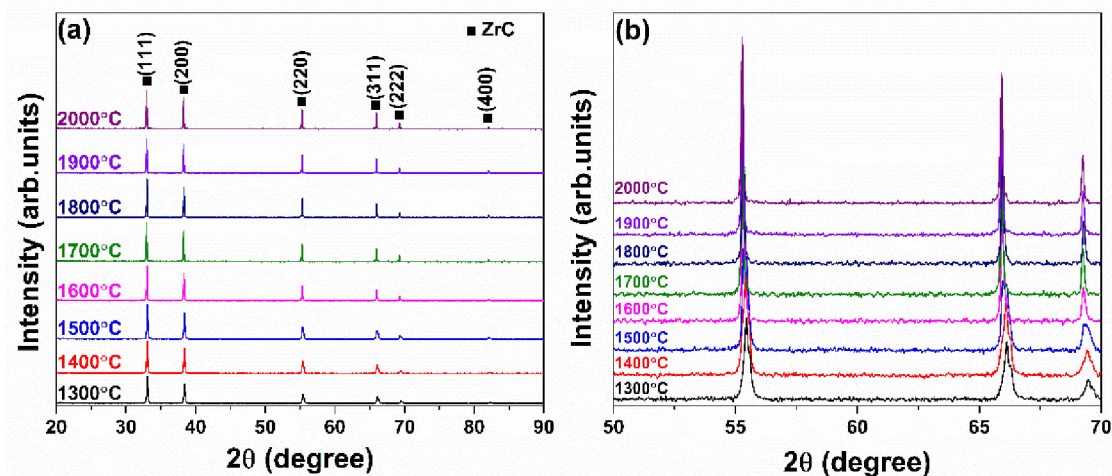 (a)
■ ZrC
■(111)
■(200)
■(220)
■(311)
■(222)
■(400)
2000°C
1900°C
1800°C
1700°C
1600°C
1500°C
1400°C
1300°C
20 30 40 50 60 70 80 90
2θ (degree)
Intensity (arb.units)
(b)
2000°C
1900°C
1800°C
1700°C
1600°C
1500°C
1400°C
1300°C
50 55 60 65 70
2θ (degree)
Intensity (arb.units)